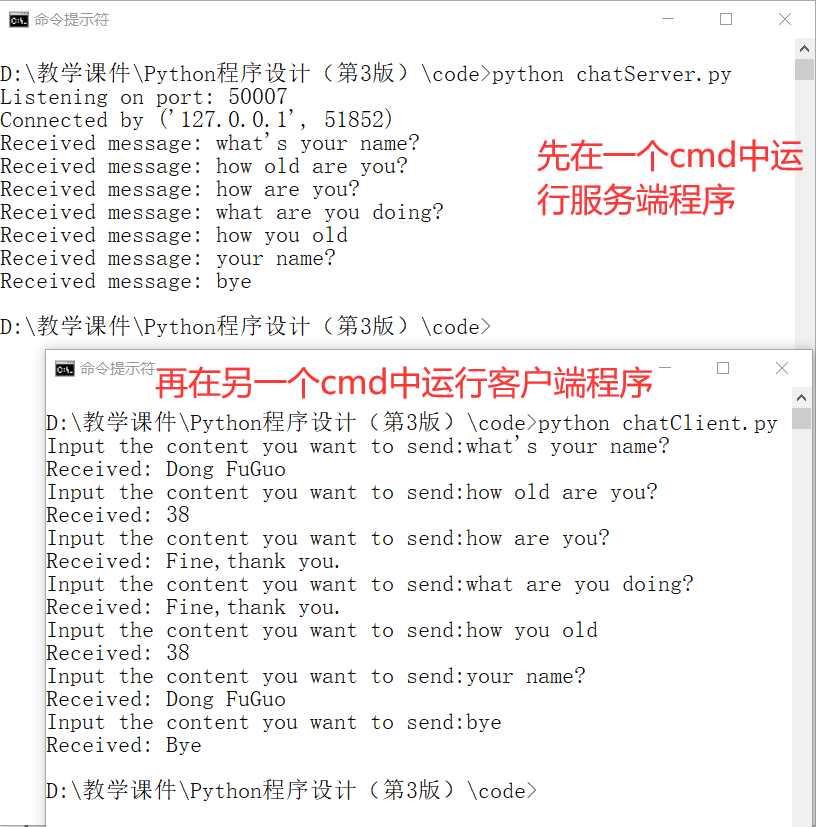 命令提示符
D:\教学课件\Python程序设计（第3版）\code>python chatServer.py
Listening on port: 50007
Connected by ('127.0.0.1', 51852)
Received message: what's your name?
Received message: how old are you?
Received message: how are you?
Received message: what are you doing?
Received message: how you old
Received message: your name?
Received message: bye
D:\教学课件\Python程序设计（第3版）\code>
先在一个cmd中运
行服务端程序
命令提示符
再在另一个cmd中运行客户端程序
D:\教学课件\Python程序设计（第3版）\code>python chatClient.py
Input the content you want to send:what's your name?
Received: Dong FuGuo
Input the content you want to send:how old are you?
Received: 38
Input the content you want to send:how are you?
Received: Fine,thank you.
Input the content you want to send:what are you doing?
Received: Fine,thank you.
Input the content you want to send:how you old
Received: 38
Input the content you want to send:your name?
Received: Dong FuGuo
Input the content you want to send:bye
Received: Bye
D:\教学课件\Python程序设计（第3版）\code>